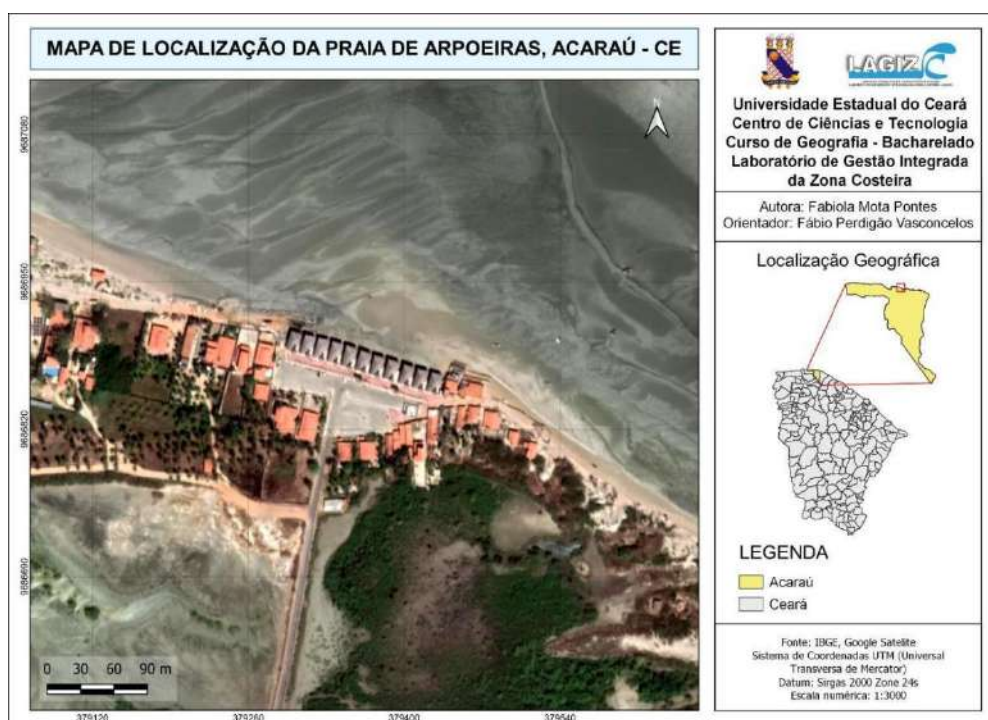 MAPA DE LOCALIZAÇÃO DA PRAIA DE ARPOEIRAS, ACARAÚ - CE
9687080
9686950
9686820
9686690
0 30 60 90 m
379120
379260
379400
379540
LAGIZC
Universidade Estadual do Ceará
Centro de Ciências e Tecnologia
Curso de Geografia - Bacharelado
Laboratório de Gestão Integrada
da Zona Costeira
Autora: Fabiola Mota Pontes
Orientador: Fábio Perdigão Vasconcelos
Localização Geográfica
LEGENDA
Acaraú
Ceará
Fonte: IBGE, Google Satelite
Sistema de Coordenadas UTM (Universal
Transversa de Mercator)
Datum: Sirgas 2000 Zone 24s
Escala numérica: 1:3000